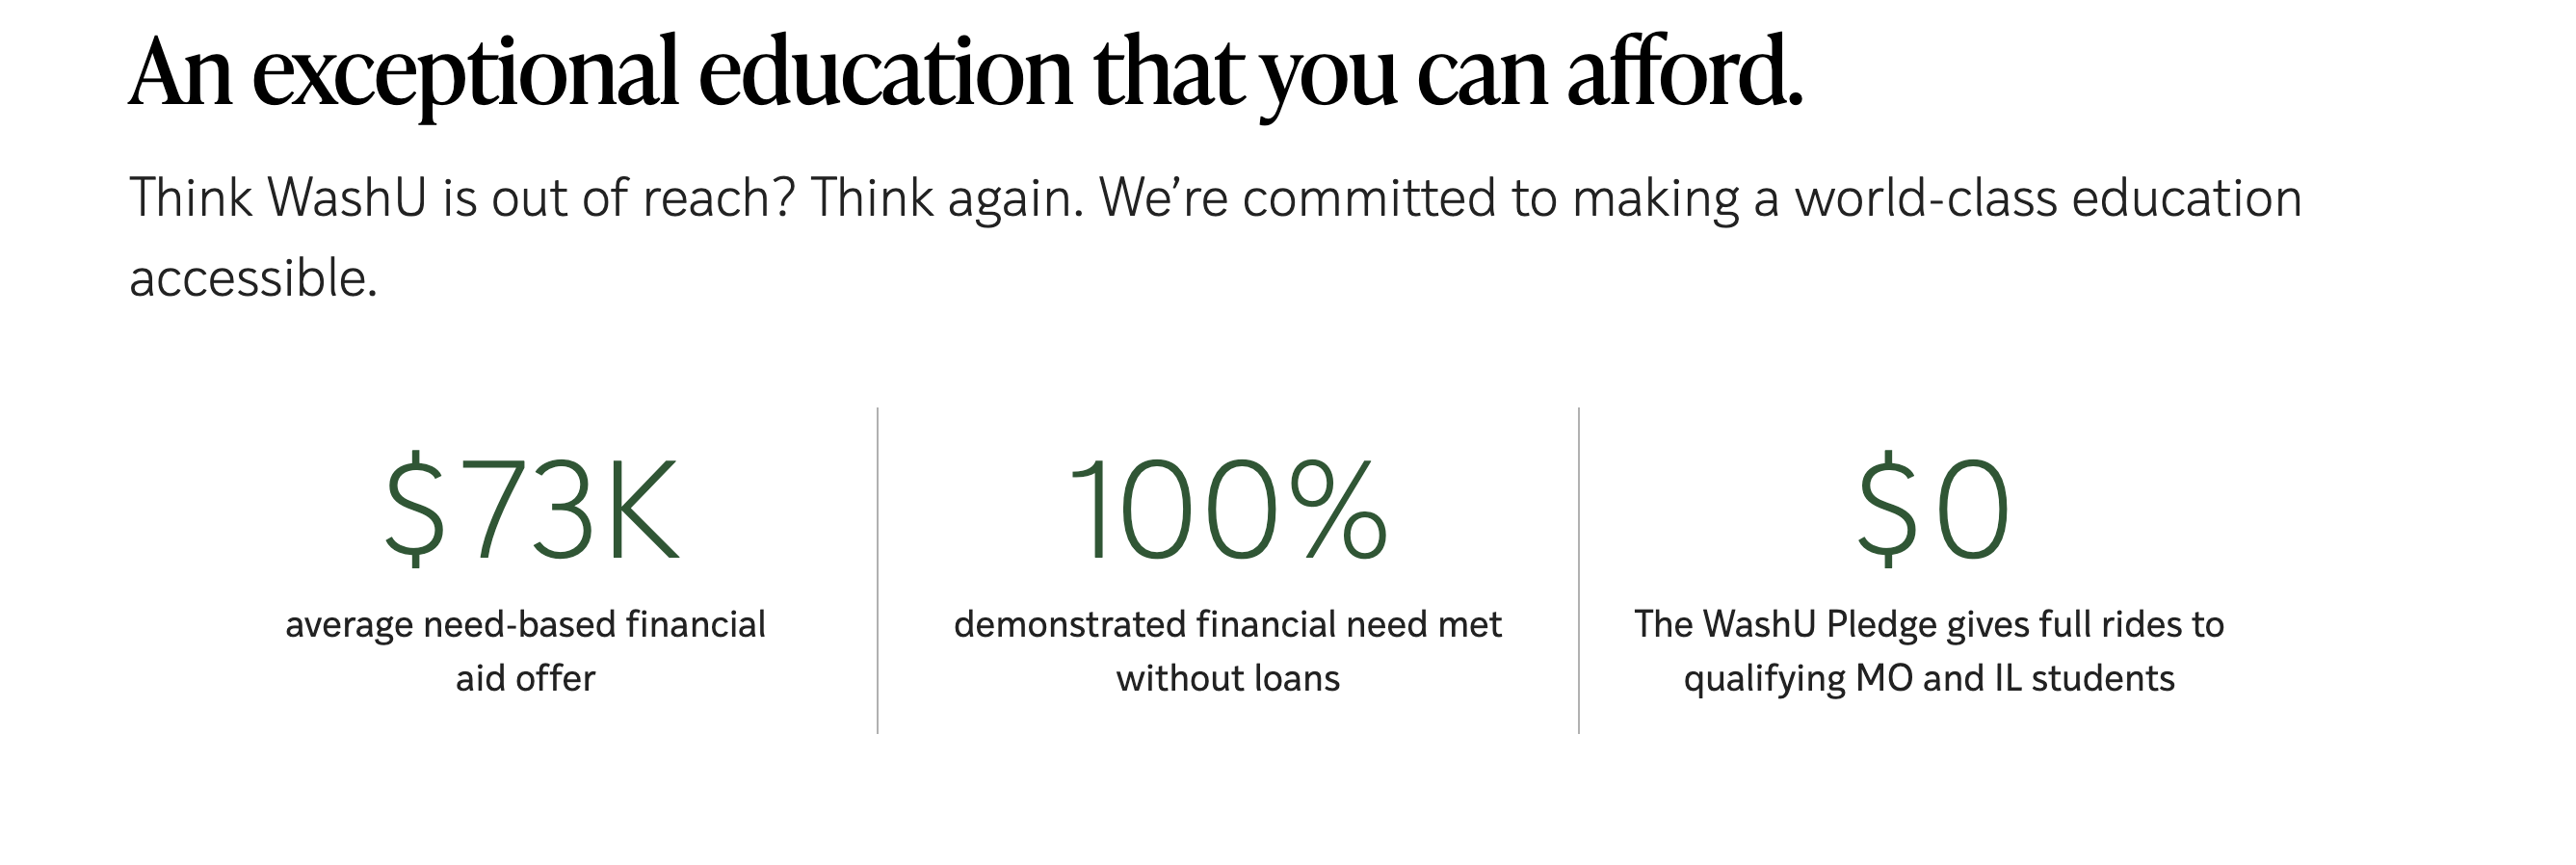 An exceptional education that you can afford.
Think WashU is out of reach? Think again. We’re committed to making a world-class education
accessible.
$73K
average need-based financial
aid offer
100%
demonstrated financial need met
without loans
$0
The WashU Pledge gives full rides to
qualifying MO and IL students